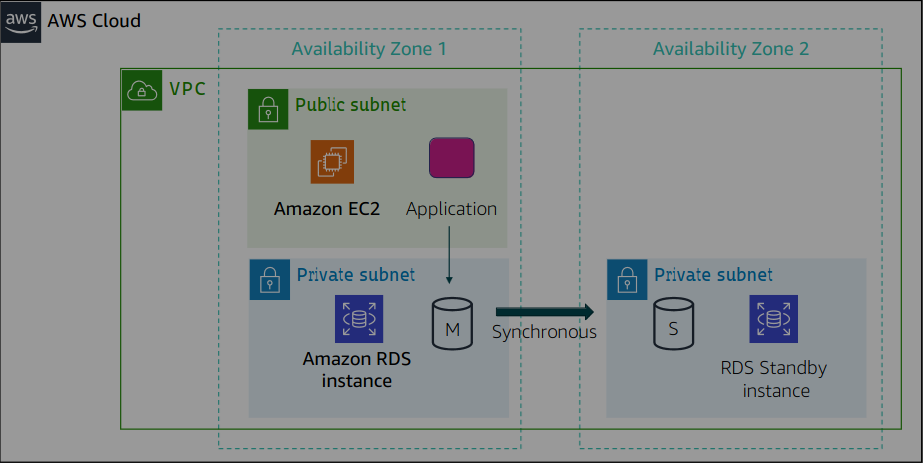 aws
AWS Cloud
Availability Zone 1
Availability Zone 2
VPC
Public subnet
Amazon EC2
Application
Private subnet
M
Amazon RDS
instance
Synchronous
Private subnet
S
RDS Standby
instance